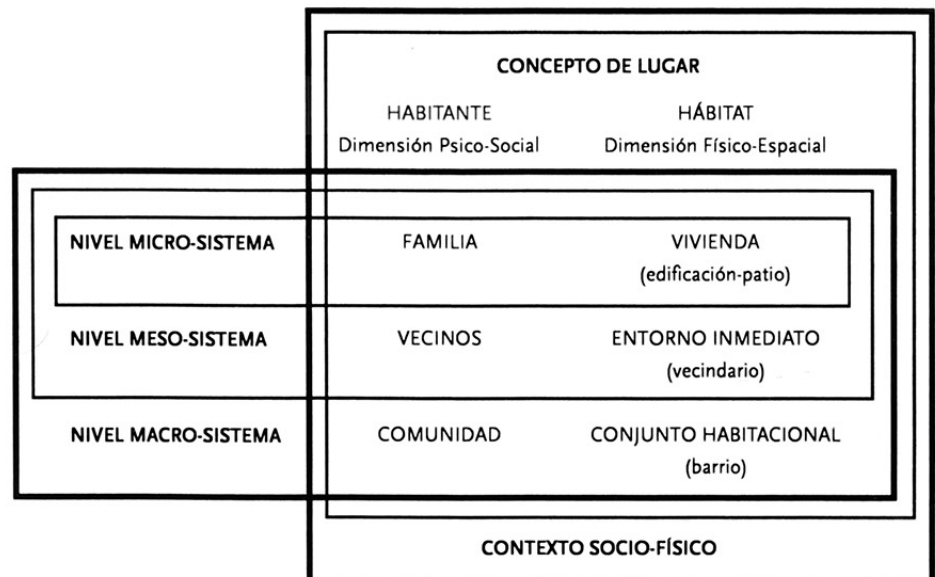 CONCEPTO DE LUGAR
HABITANTE HÁBITAT
Dimensión Psico-Social Dimensión Físico-Espacial
NIVEL MICRO-SISTEMA FAMILIA VIVIENDA
(edificación-patio)
NIVEL MESO-SISTEMA VECINOS ENTORNO INMEDIATO
(vecindario)
NIVEL MACRO-SISTEMA COMUNIDAD CONJUNTO HABITACIONAL
(barrio)
CONTEXTO SOCIO-FÍSICO